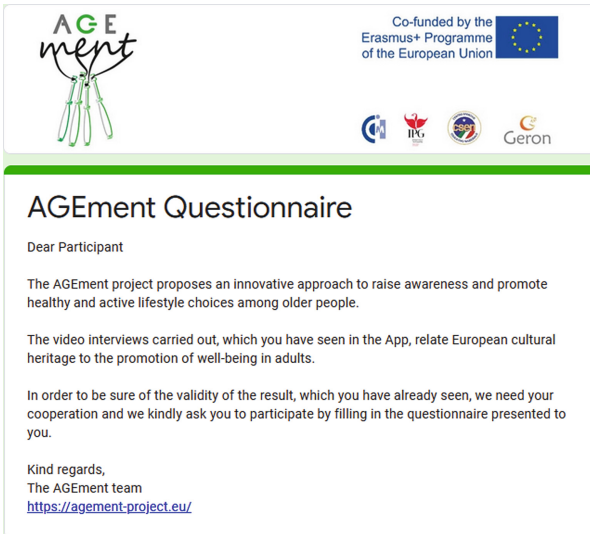 AGE
ment
Co-funded by the
Erasmus+ Programme
of the European Union
IPG
csen
Geron
AGEment Questionnaire
Dear Participant
The AGEment project proposes an innovative approach to raise awareness and promote
healthy and active lifestyle choices among older people.
The video interviews carried out, which you have seen in the App, relate European cultural
heritage to the promotion of well-being in adults.
In order to be sure of the validity of the result, which you have already seen, we need your
cooperation and we kindly ask you to participate by filling in the questionnaire presented to
you.
Kind regards,
The AGEment team
https://agement-project.eu/